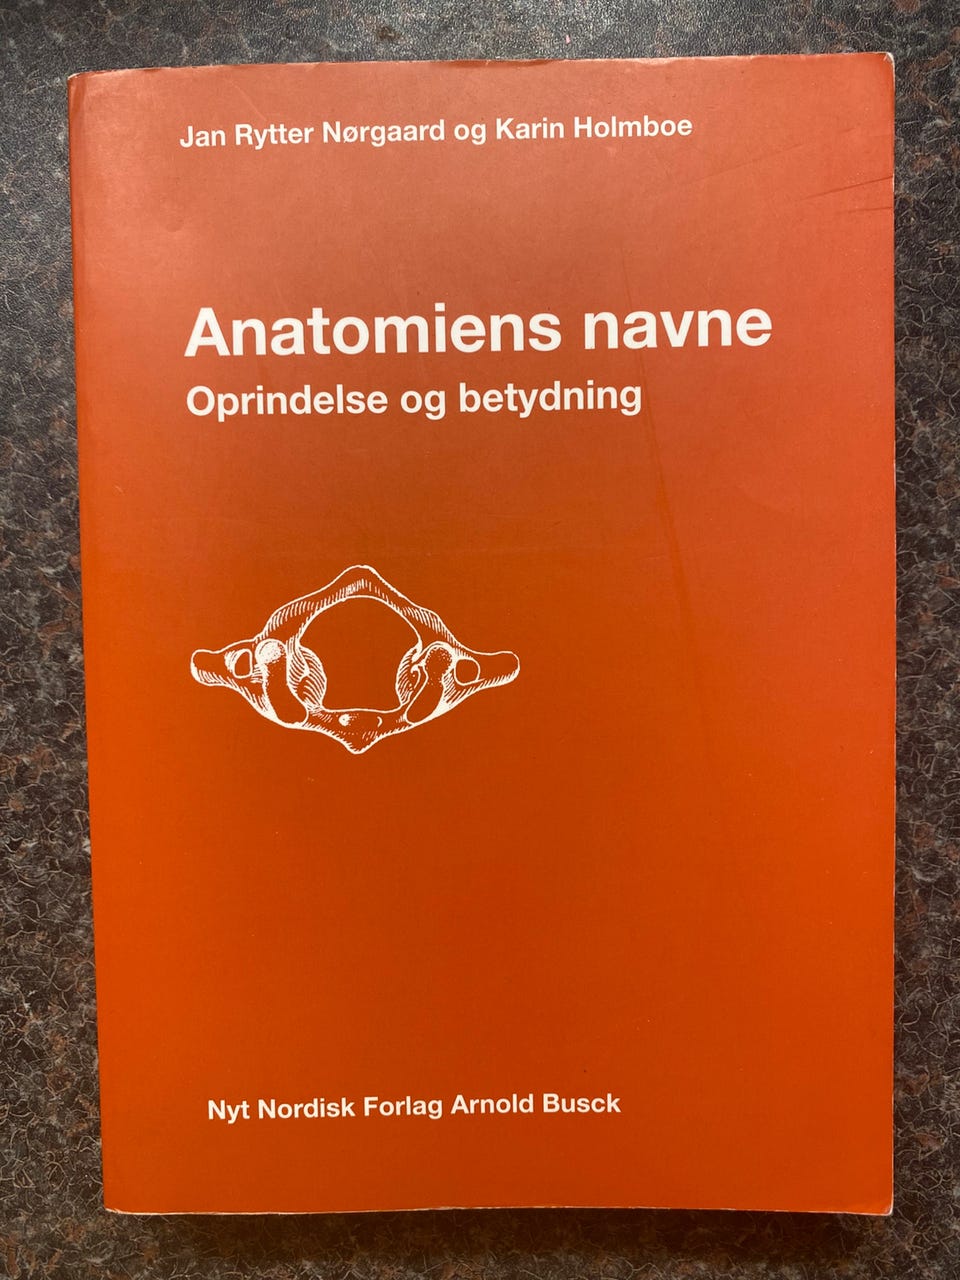 Jan Rytter Nørgaard og Karin Holmboe
Anatomiens navne
Oprindelse og betydning
Nyt Nordisk Forlag Arnold Busck